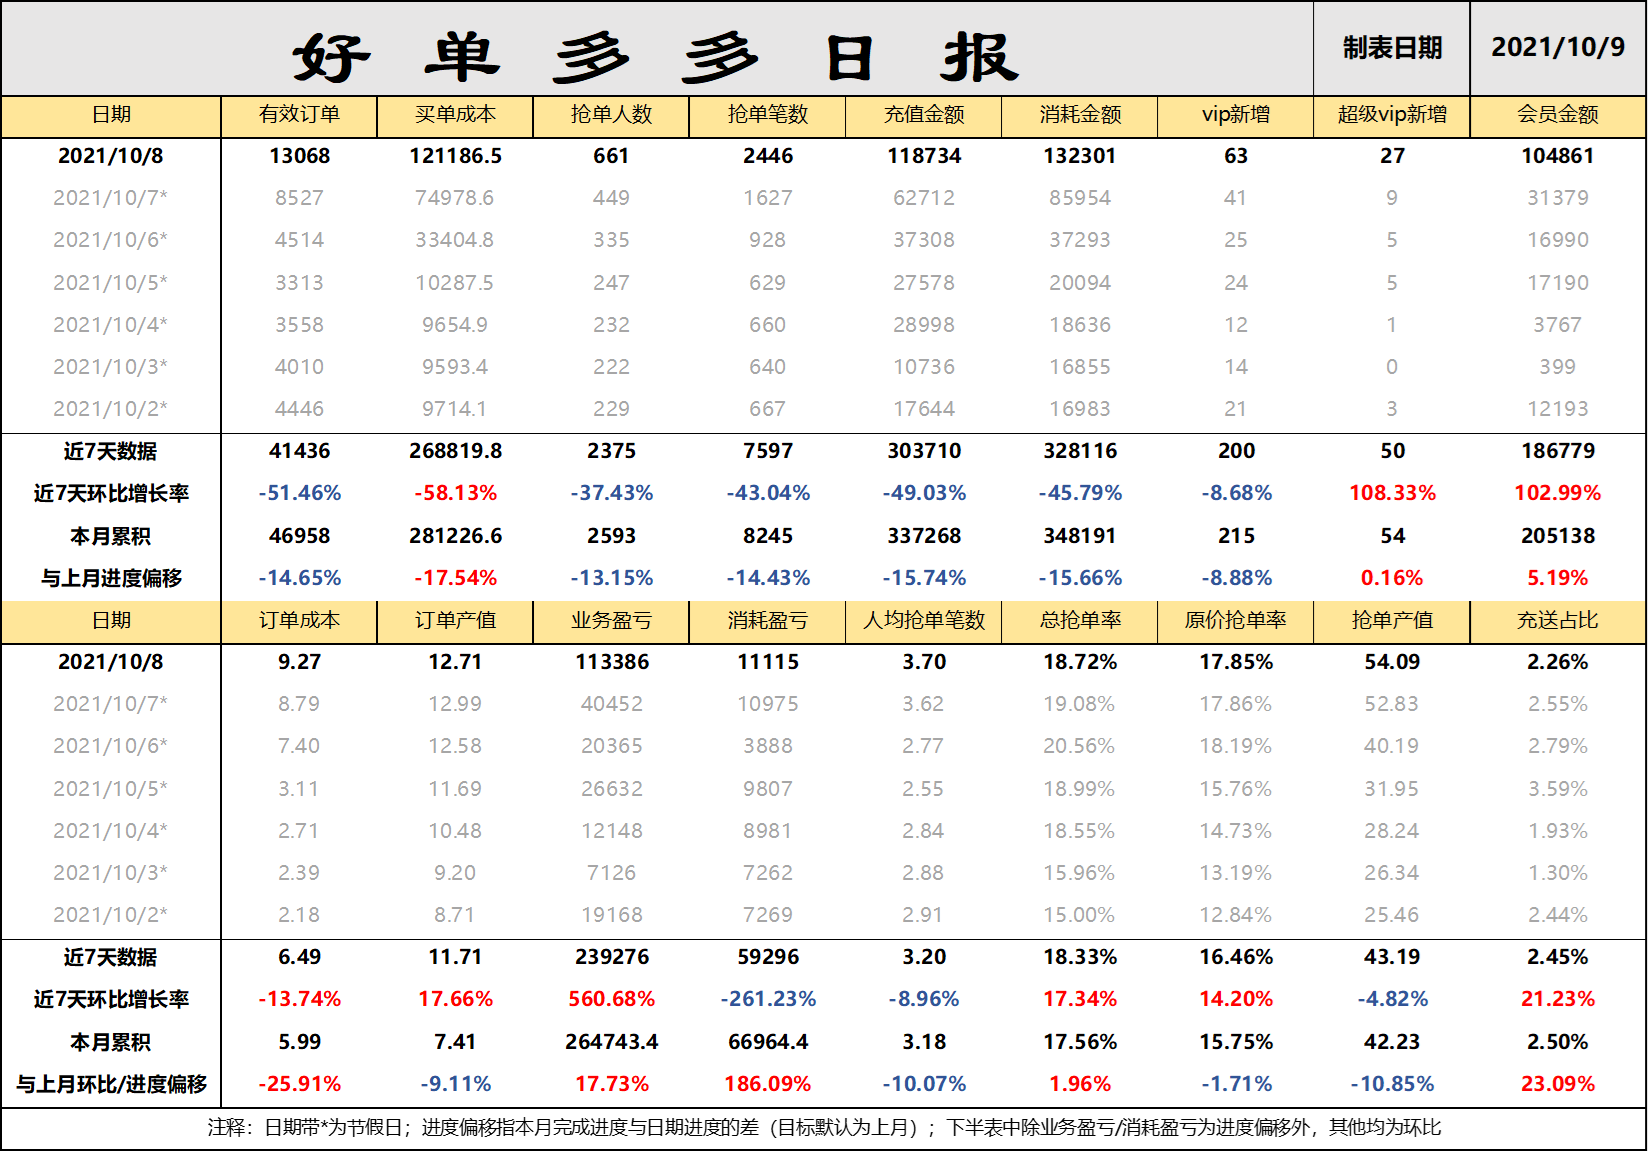 好单多多日报 制表日期 2021/10/9
日期 有效订单 买单成本 抢单人数 抢单笔数 充值金额 消耗金额 vip新增 超级vip新增 会员金额
2021/10/8 13068 121186.5 661 2446 118734 132301 63 27 104861
2021/10/7* 8527 74978.6 449 1627 62712 85954 41 9 31379
2021/10/6* 4514 33404.8 335 928 37308 37293 25 5 16990
2021/10/5* 3313 10287.5 247 629 27578 20094 24 5 17190
2021/10/4* 3558 9654.9 232 660 28998 18636 12 1 3767
2021/10/3* 4010 9593.4 222 640 10736 16855 14 0 399
2021/10/2* 4446 9714.1 229 667 17644 16983 21 3 12193
近7天数据 41436 268819.8 2375 7597 303710 328116 200 50 186779
近7天环比增长率 -51.46% -58.13% -37.43% -43.04% -49.03% -45.79% -8.68% 108.33% 102.99%
本月累积 46958 281226.6 2593 8245 337268 348191 215 54 205138
与上月进度偏移 -14.65% -17.54% -13.15% -14.43% -15.74% -15.66% -8.88% 0.16% 5.19%
日期 订单成本 订单产值 业务盈亏 消耗盈亏 人均抢单笔数 总抢单率 原价抢单率 抢单产值 充送占比
2021/10/8 9.27 12.71 113386 11115 3.70 18.72% 17.85% 54.09 2.26%
2021/10/7* 8.79 12.99 40452 10975 3.62 19.08% 17.86% 52.83 2.55%
2021/10/6* 7.40 12.58 20365 3888 2.77 20.56% 18.19% 40.19 2.79%
2021/10/5* 3.11 11.69 26632 9807 2.55 18.99% 15.76% 31.95 3.59%
2021/10/4* 2.71 10.48 12148 8981 2.84 18.55% 14.73% 28.24 1.93%
2021/10/3* 2.39 9.20 7126 7262 2.88 15.96% 13.19% 26.34 1.30%
2021/10/2* 2.18 8.71 19168 7269 2.91 15.00% 12.84% 25.46 2.44%
近7天数据 6.49 11.71 239276 59296 3.20 18.33% 16.46% 43.19 2.45%
近7天环比增长率 -13.74% 17.66% 560.68% -261.23% -8.96% 17.34% 14.20% -4.82% 21.23%
本月累积 5.99 7.41 264743.4 66964.4 3.18 17.56% 15.75% 42.23 2.50%
与上月环比/进度偏移 -25.91% -9.11% 17.73% 186.09% -10.07% 1.96% -1.71% -10.85% 23.09%
注释：日期带*为节假日；进度偏移指本月完成进度与日期进度的差（目标默认为上月）；下半表中除业务盈亏/消耗盈亏为进度偏移外，其他均为环比